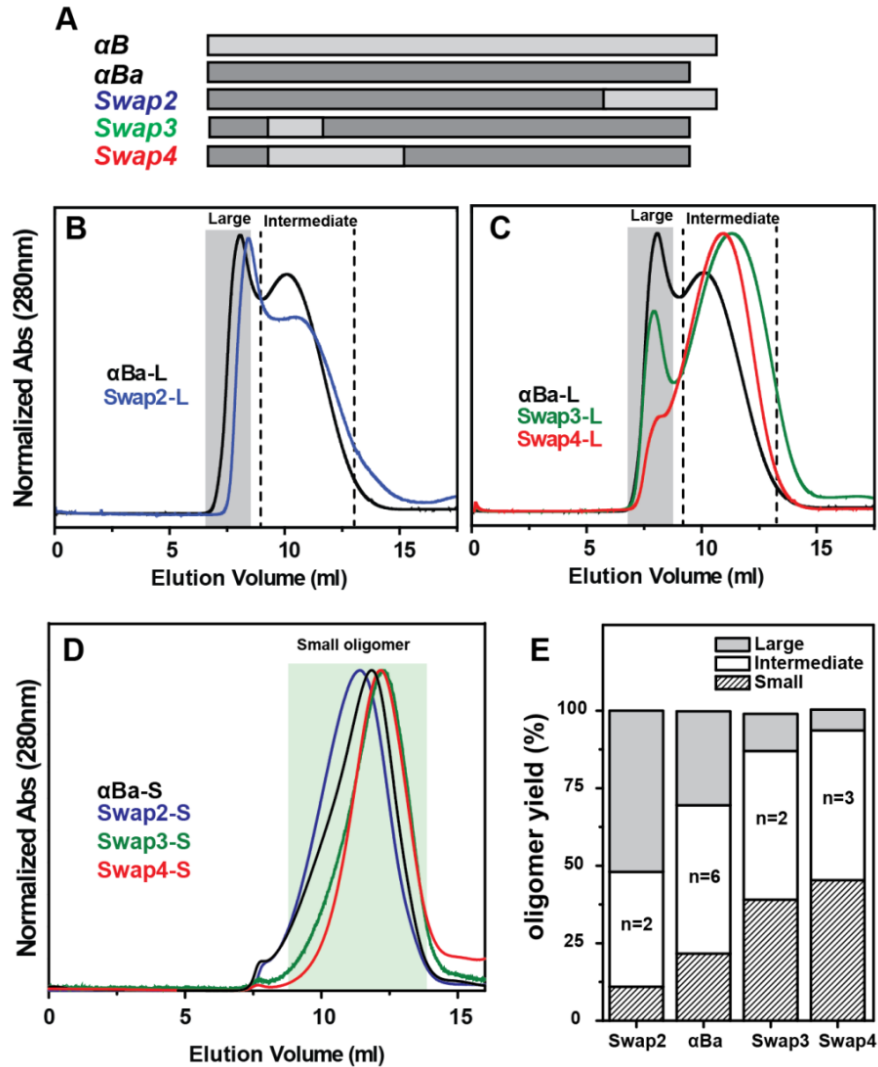 A
αB
αBa
Swap2
Swap3
Swap4
B
Large
Intermediate
αBa-L
Swap2-L
Normalized Abs (280nm)
0
5
10
15
Elution Volume (ml)
C
Large
Intermediate
αBa-L
Swap3-L
Swap4-L
0
5
10
15
Elution Volume (ml)
D
Small oligomer
αBa-S
Swap2-S
Swap3-S
Swap4-S
Normalized Abs (280nm)
0
5
10
15
Elution Volume (ml)
E
Large
Intermediate
Small
oligomer yield (%)
100
75
50
25
0
n=2
n=6
n=2
n=3
Swap2
αBa
Swap3
Swap4